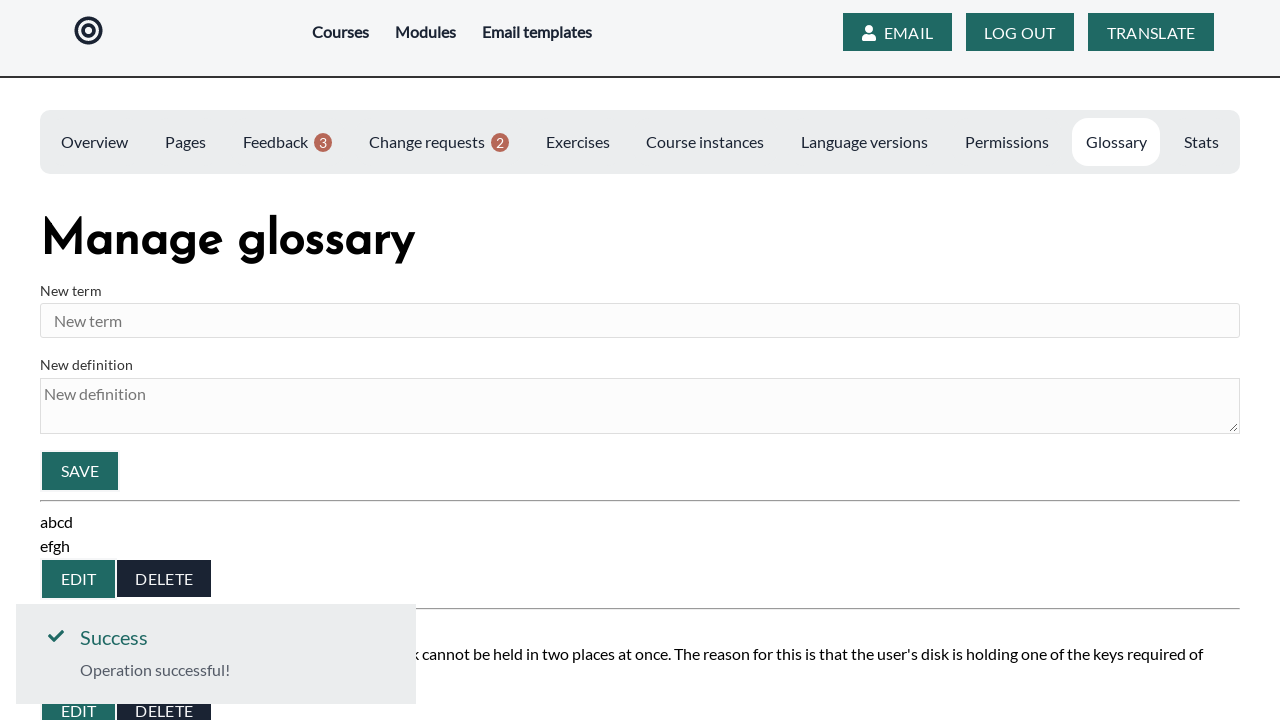 Courses Modules Email templates EMAIL LOG OUT TRANSLATE
Overview Pages Feedback 3 Change requests 2 Exercises Course instances Language versions Permissions Glossary Stats
Manage glossary
New term
New term
New definition
New definition
SAVE
abcd
efgh
EDIT DELETE
Success
cannot be held in two places at once. The reason for this is that the user's disk is holding one of the keys required of
Operation successful!
EDIT DELETE